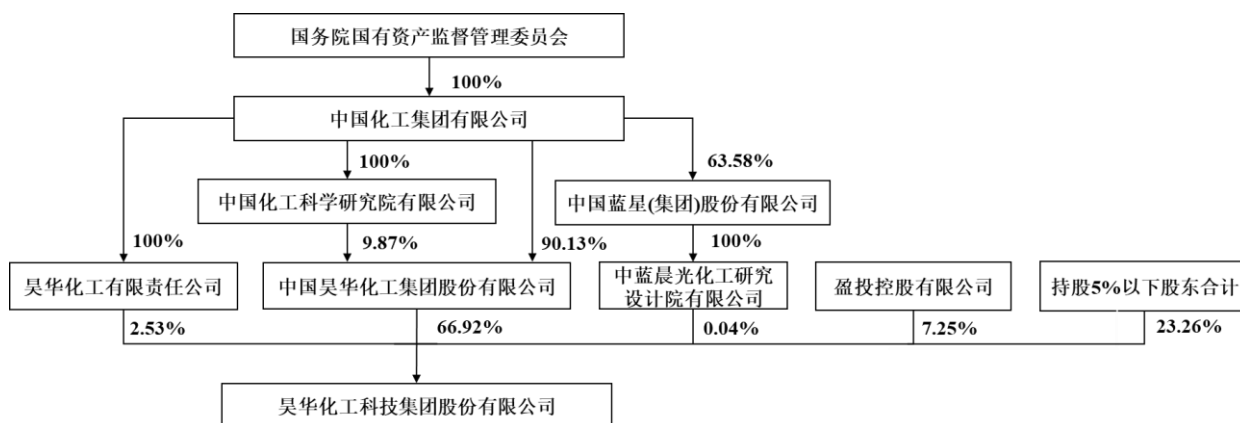 国务院国有资产监督管理委员会
100%
中国化工集团有限公司
100%
63.58%
中国化工科学研究院有限公司
中国蓝星(集团)股份有限公司
100%
9.87%
90.13%
100%
昊华化工有限责任公司
中国昊华化工集团股份有限公司
中蓝晨光化工研究
设计院有限公司
盈投控股有限公司
持股5%以下股东合计
2.53%
66.92%
0.04%
7.25%
23.26%
昊华化工科技集团股份有限公司